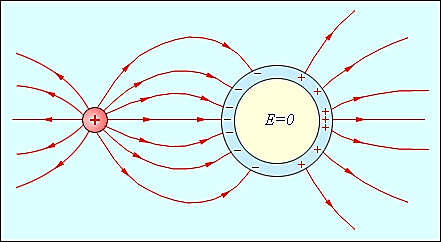 +
E=0
− − − − − − −
+ + + + + + +